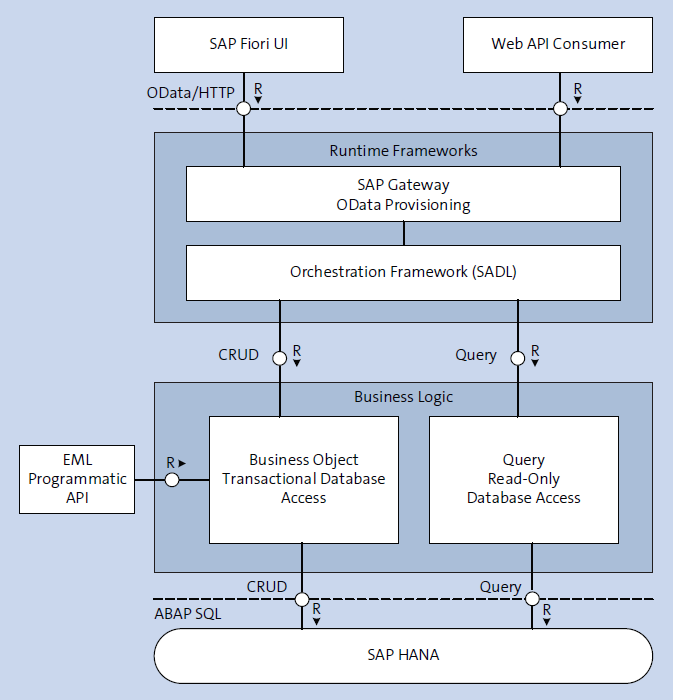 SAP Fiori UI
Web API Consumer
R
R
OData/HTTP
Runtime Frameworks
SAP Gateway
OData Provisioning
Orchestration Framework (SADL)
CRUD
R
Query
R
Business Logic
EML
Programmatic
API
R
Business Object
Transactional Database
Access
Query
Read-Only
Database Access
CRUD
Query
ABAP SQL
R
R
SAP HANA